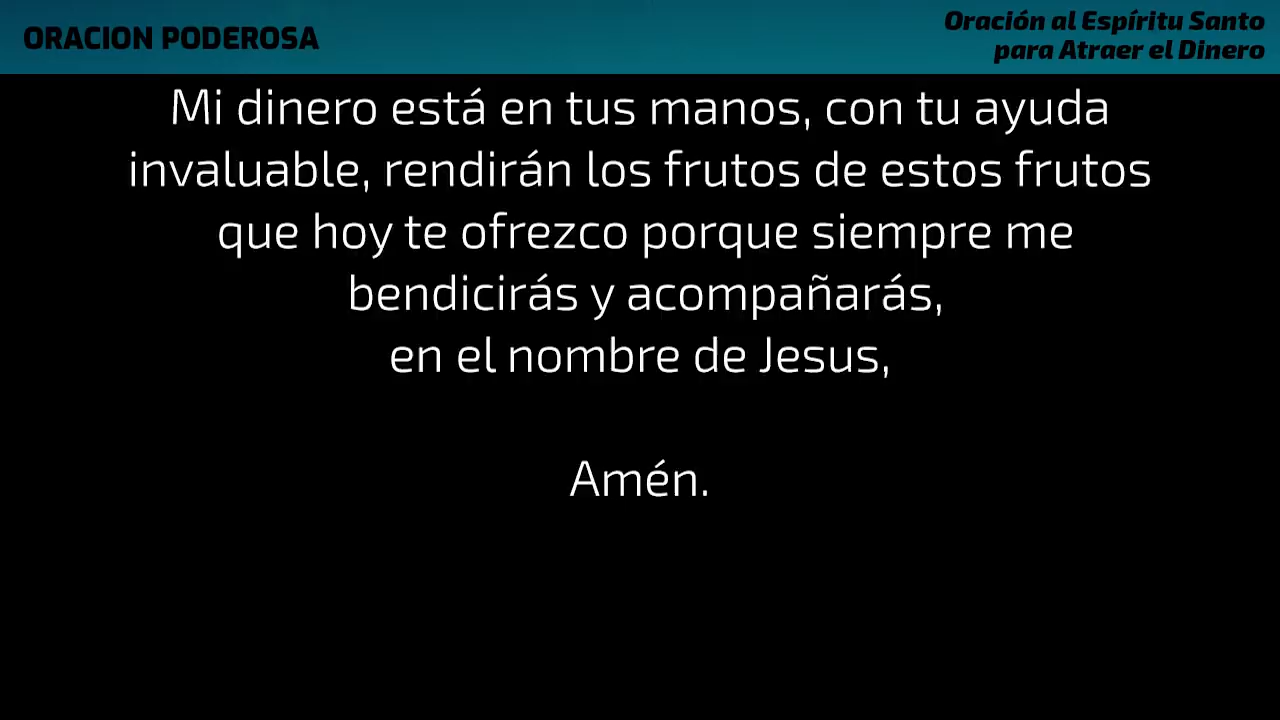 ORACION PODEROSA
Oración al Espíritu Santo
para Atraer el Dinero
Mi dinero está en tus manos, con tu ayuda
invaluable, rendirán los frutos de estos frutos
que hoy te ofrezco porque siempre me
bendicirás y acompañarás,
en el nombre de Jesus,
Amén.